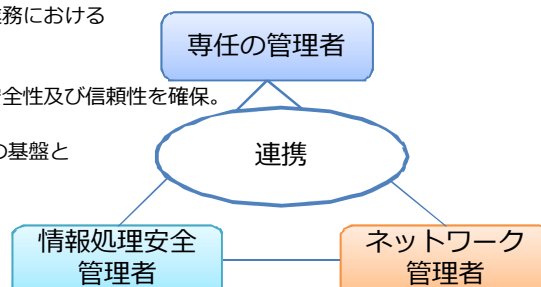 務における
専任の管理者
全性及び信頼性を確保。
の基盤と
連携
情報処理安全
管理者
ネットワーク
管理者